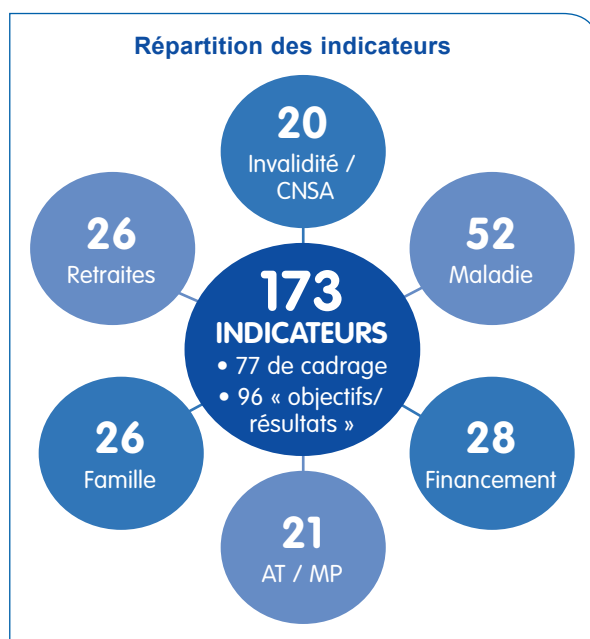 Répartition des indicateurs
20
Invalidité /
CNSA
26
Retraites
52
Maladie
173
INDICATEURS
• 77 de cadrage
• 96 « objectifs/
résultats »
26
Famille
28
Financement
21
AT / MP